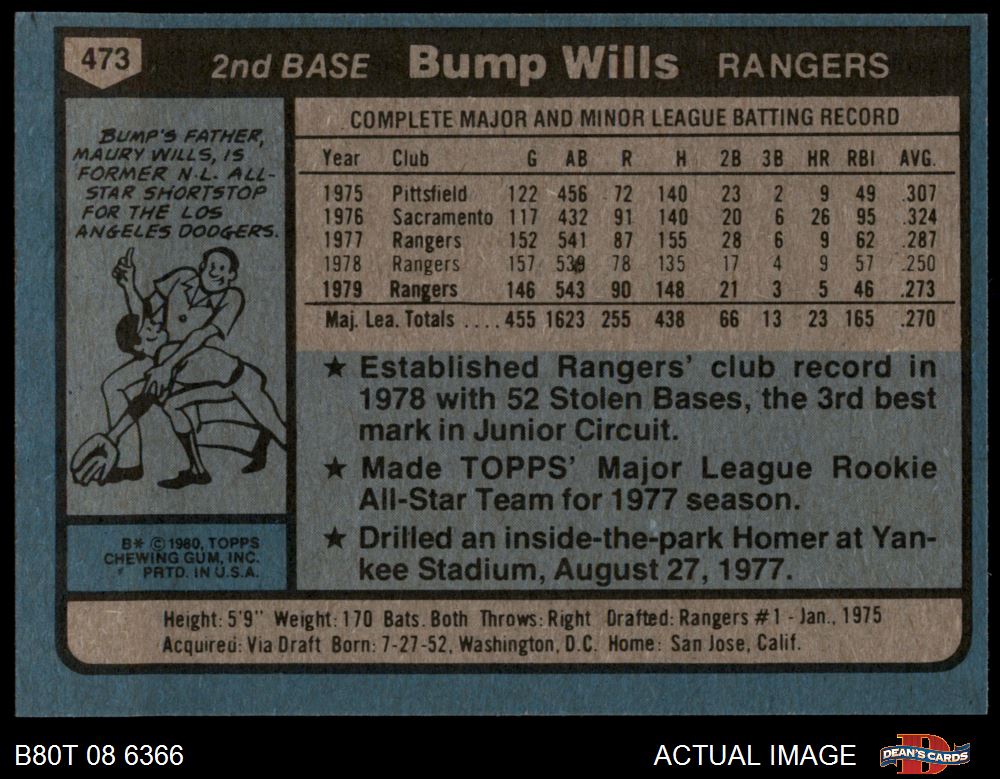 473 2nd BASE Bump Wills RANGERS
BUMP'S FATHER,
MAURY WILLS, IS
FORMER N.L. ALL-
STAR SHORTSTOP
FOR THE LOS
ANGELES DODGERS.
B* © 1980, TOPPS
CHEWING GUM, INC.
PRTD. IN U.S.A.
COMPLETE MAJOR AND MINOR LEAGUE BATTING RECORD
Year Club G AB R H 2B 3B HR RBI AVG.
1975 Pittsfield 122 456 72 140 23 2 9 49 .307
1976 Sacramento 117 432 91 140 20 6 26 95 .324
1977 Rangers 152 541 87 155 28 6 9 62 .287
1978 Rangers 157 539 78 135 17 4 9 57 .250
1979 Rangers 146 543 90 148 21 3 5 46 .273
Maj. Lea. Totals .... 455 1623 255 438 66 13 23 165 .270
★ Established Rangers' club record in
1978 with 52 Stolen Bases, the 3rd best
mark in Junior Circuit.
★ Made TOPPS' Major League Rookie
All-Star Team for 1977 season.
★ Drilled an inside-the-park Homer at Yan-
kee Stadium, August 27, 1977.
Height: 5'9" Weight: 170 Bats: Both Throws: Right Drafted: Rangers #1 - Jan., 1975
Acquired: Via Draft Born: 7-27-52, Washington, D.C. Home: San Jose, Calif.
B80T 08 6366 ACTUAL IMAGE DEAN'S CARDS